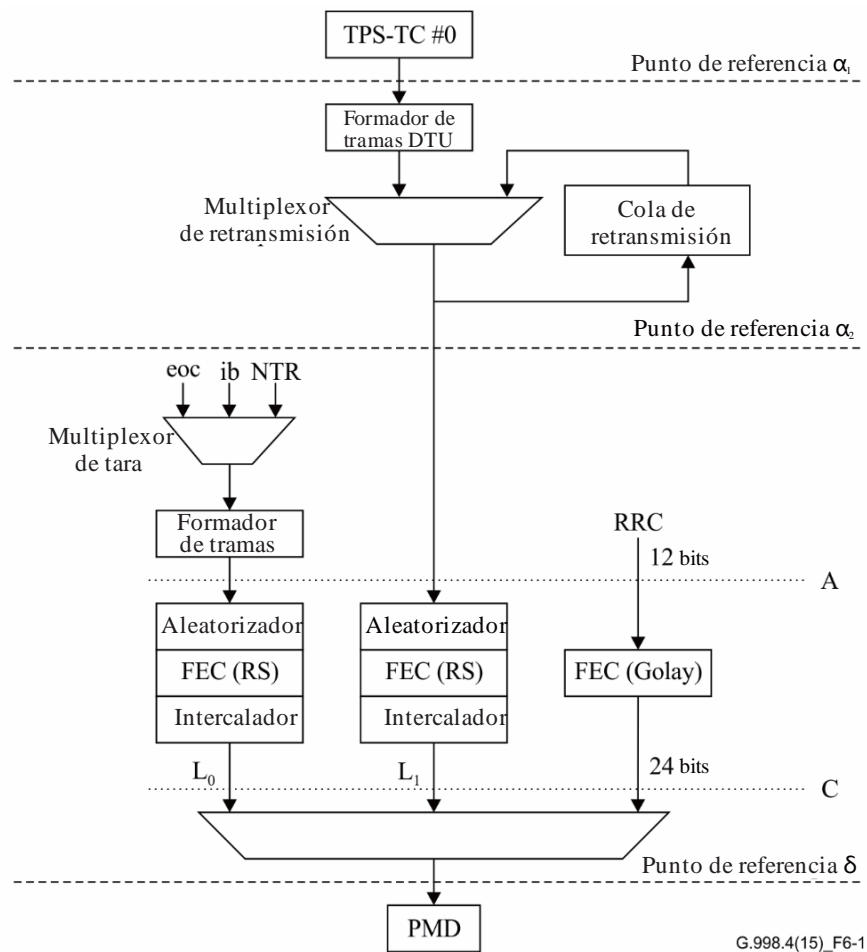 TPS-TC #0
Punto de referencia α₁
Formador de
tramas DTU
Multiplexor
de retransmisión
Cola de
retransmisión
Punto de referencia α₂
eoc ib NTR
Multiplexor
de tara
Formador
de tramas
RRC
12 bits
A
Aleatorizador
FEC (RS)
Intercalador
Aleatorizador
FEC (RS)
Intercalador
FEC (Golay)
L₀
L₁
24 bits
C
Punto de referencia δ
PMD
G.998.4(15)_F6-1